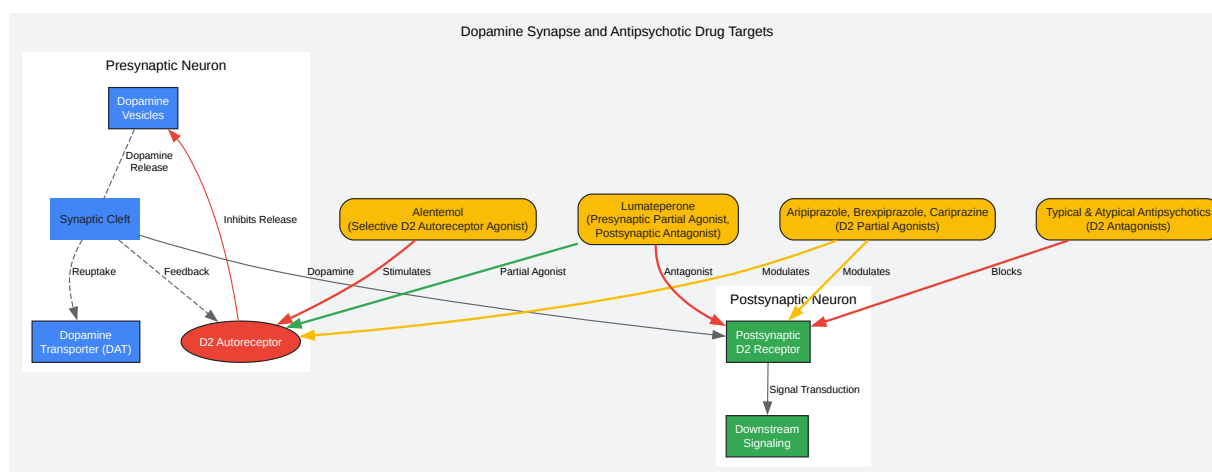 Dopamine Synapse and Antipsychotic Drug Targets
Presynaptic Neuron
Dopamine
Vesicles
Dopamine
Release
Synaptic Cleft
Inhibits Release
Alentemol
(Selective D2 Autoreceptor Agonist)
Lumateperone
(Presynaptic Partial Agonist,
Postsynaptic Antagonist)
Aripiprazole, Brexpiprazole, Cariprazine
(D2 Partial Agonists)
Typical & Atypical Antipsychotics
(D2 Antagonists)
Reuptake
Feedback
Dopamine
Stimulates
Partial Agonist
Antagonist
Modulates
Modulates
Blocks
Postsynaptic Neuron
Dopamine
Transporter (DAT)
D2 Autoreceptor
Postsynaptic
D2 Receptor
Signal Transduction
Downstream
Signaling